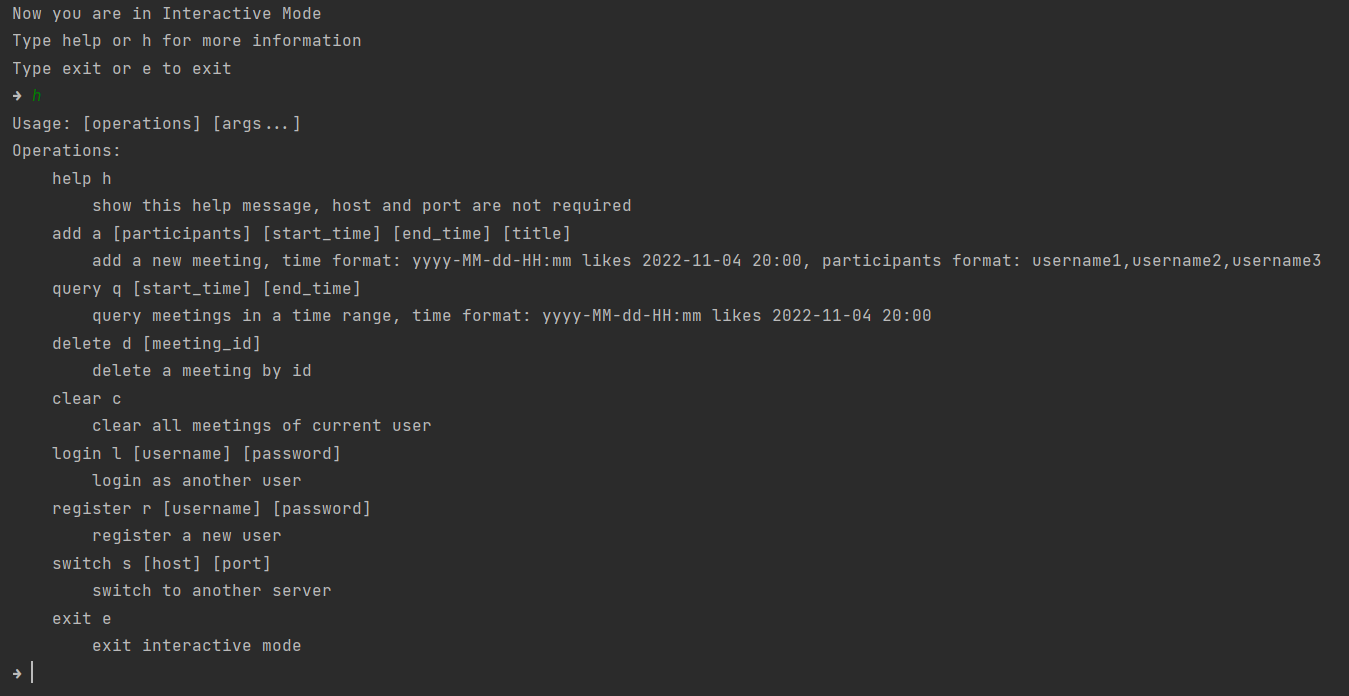 Now you are in Interactive Mode
Type help or h for more information
Type exit or e to exit
→ h
Usage: [operations] [args...]
Operations:
    help h
        show this help message, host and port are not required
    add a [participants] [start_time] [end_time] [title]
        add a new meeting, time format: yyyy-MM-dd-HH:mm likes 2022-11-04 20:00, participants format: username1,username2,username3
    query q [start_time] [end_time]
        query meetings in a time range, time format: yyyy-MM-dd-HH:mm likes 2022-11-04 20:00
    delete d [meeting_id]
        delete a meeting by id
    clear c
        clear all meetings of current user
    login l [username] [password]
        login as another user
    register r [username] [password]
        register a new user
    switch s [host] [port]
        switch to another server
    exit e
        exit interactive mode
→